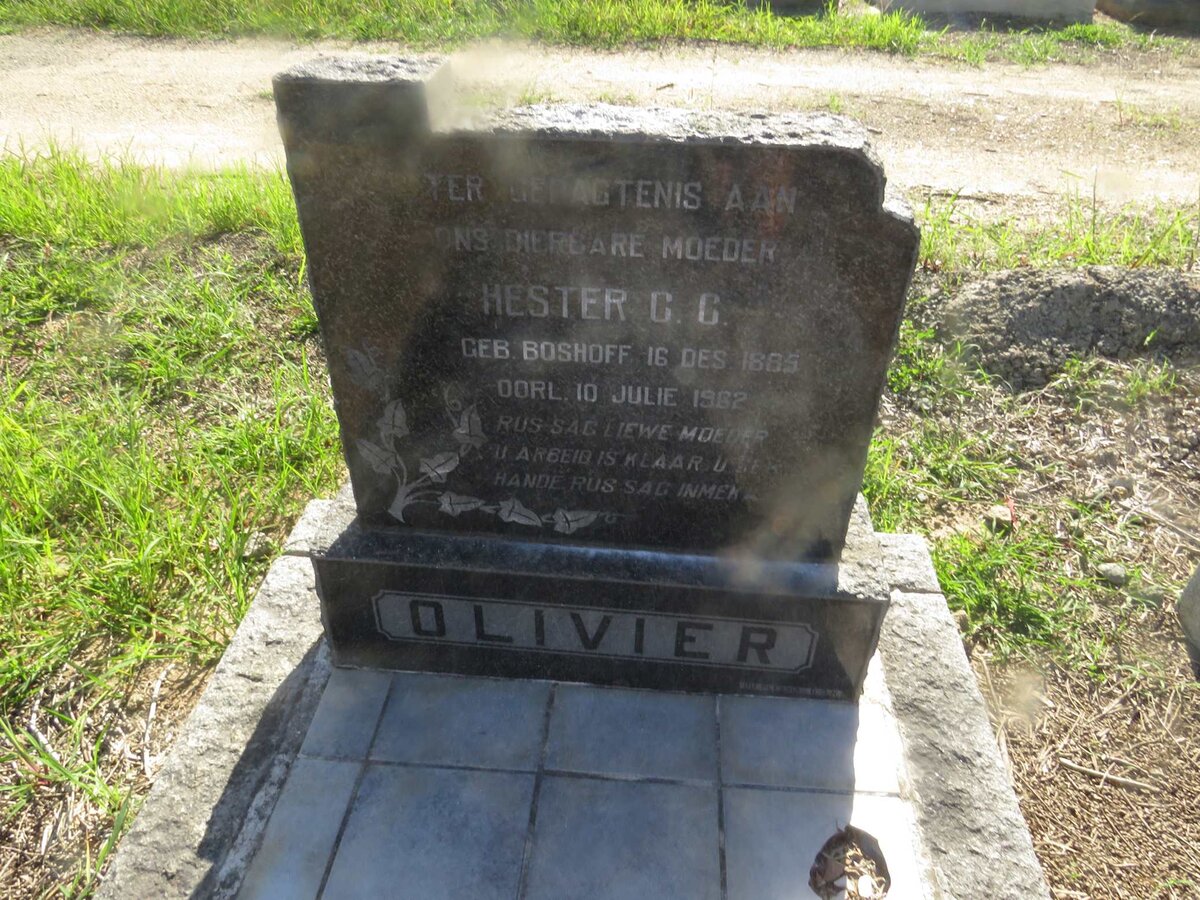 TER GEDAGTENIS AAN
ONS DIERBARE MOEDER
HESTER C. C.
GEB. BOSHOFF 16 DES. 1885
OORL. 10 JULIE 1962
RUS SAG LIEWE MOEDER
U ARBEID IS KLAAR U
HANDE RUS SAG
OLIVIER